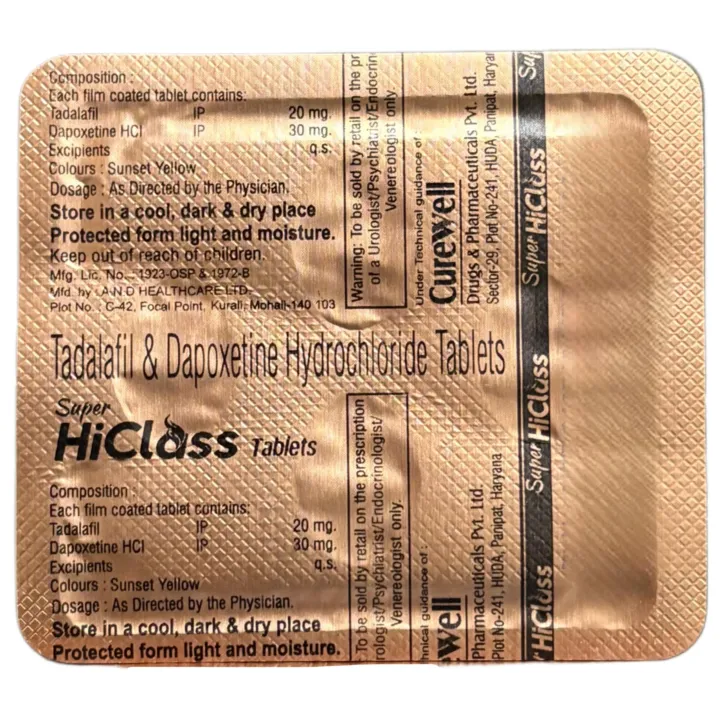 Composition :
Each film coated tablet contains:
Tadalafil IP 20 mg.
Dapoxetine HCl IP 30 mg.
Excipients q.s.
Colours : Sunset Yellow
Dosage : As Directed by the Physician.
Store in a cool, dark & dry place
Protected form light and moisture.
Keep out of reach of children.
Mfg. Lic. No. : 1923-OSP & 1972-B
Mfd. by : A N D HEALTHCARE LTD.
Plot No. : C-42, Focal Point, Kurali, Mohali-140 103
Warning: To be sold by retail on the pr
of a Urologist/Psychiatrist/Endocrin
Venereologist only
Under Technical guidance of :
Curewell
Drugs & Pharmaceuticals Pvt. Ltd.
Sector-29, Plot No-241, HUDA, Panipat, Haryan
Tadalafil & Dapoxetine Hydrochloride Tablets
Super
HiClass Tablets
Composition :
Each film coated tablet contains:
Tadalafil IP 20 mg.
Dapoxetine HCl IP 30 mg.
Excipients q.s.
Colours : Sunset Yellow
Dosage : As Directed by the Physician.
Store in a cool, dark & dry place
Protected form light and moisture.
: To be sold by retail on the prescription
rologist/Psychiatrist/Endocrinologist/
Venereologist only.
hnical guidance of :
ewell
Pharmaceuticals Pvt. Ltd.
Plot No-241, HUDA, Panipat, Haryana
Su
Super HiClass
Super HiClass
er HiClass